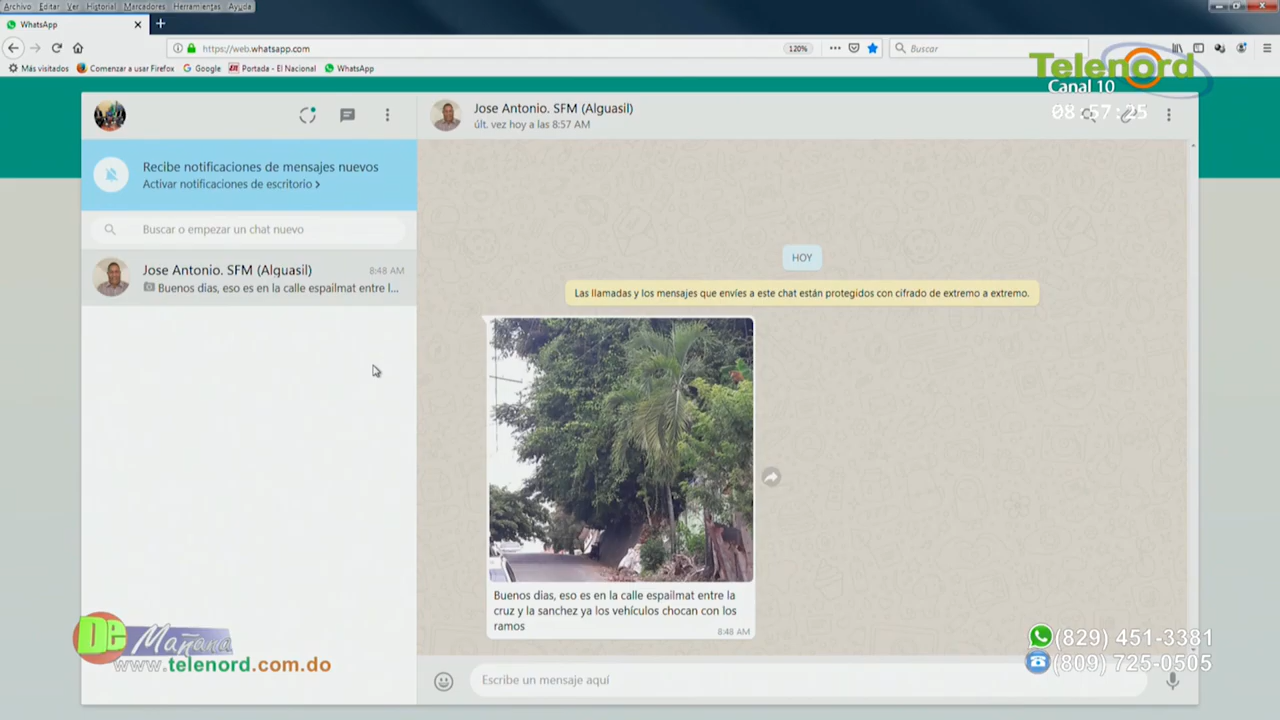 Archivo Editar Ver Historial Marcadores Herramientas Ayuda
WhatsApp
https://web.whatsapp.com
120%
Buscar
Más visitados Comenzar a usar Firefox Google Portada - El Nacional WhatsApp
Telenord
Canal 10
08:57:25
Jose Antonio. SFM (Alguasil)
últ. vez hoy a las 8:57 AM
Recibe notificaciones de mensajes nuevos
Activar notificaciones de escritorio >
Buscar o empezar un chat nuevo
Jose Antonio. SFM (Alguasil) 8:48 AM
Buenos dias, eso es en la calle espailmat entre l...
HOY
Las llamadas y los mensajes que envíes a este chat están protegidos con cifrado de extremo a extremo.
Buenos dias, eso es en la calle espailmat entre la
cruz y la sanchez ya los vehículos chocan con los
ramos
8:48 AM
De Mañana
www.telenord.com.do
(829) 451-3381
(809) 725-0505
Escribe un mensaje aquí